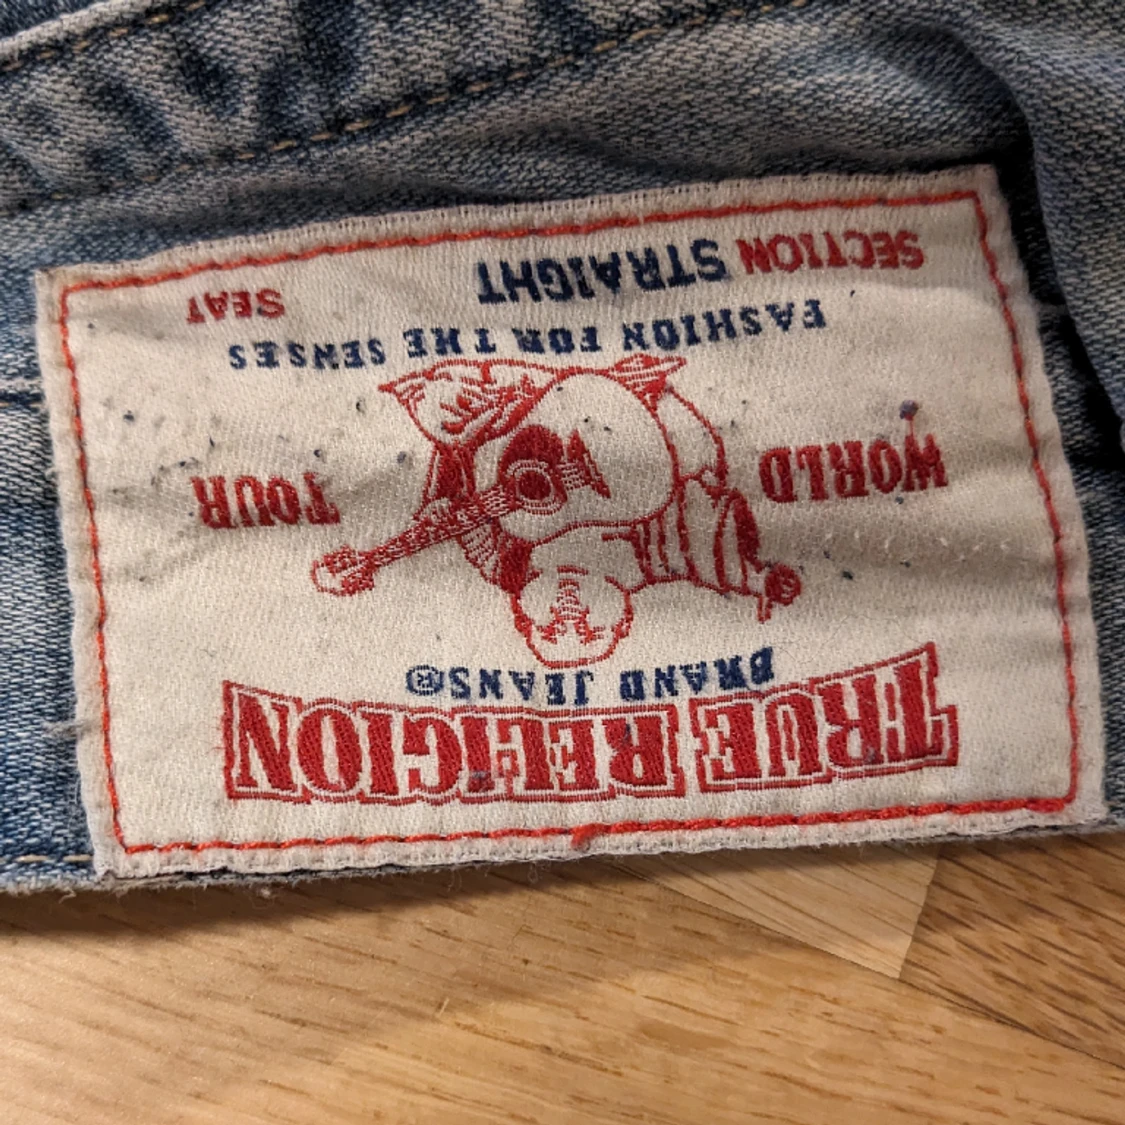 TRUE RELIGION
BRAND JEANS®
WORLD TOUR
FASHION FOR THE SENSES
SECTION STRAIGHT SEAT